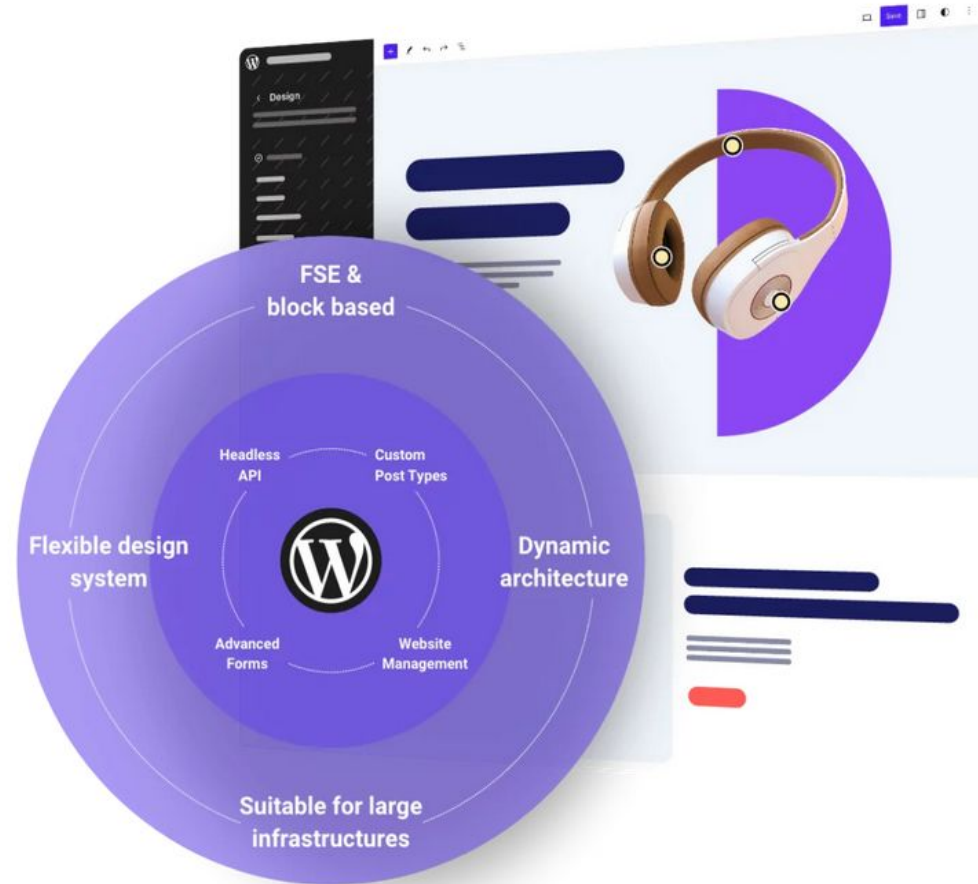 Save
Design
FSE &
block based
Headless
API
Custom
Post Types
Flexible design
system
Dynamic
architecture
Advanced
Forms
Website
Management
Suitable for large
infrastructures